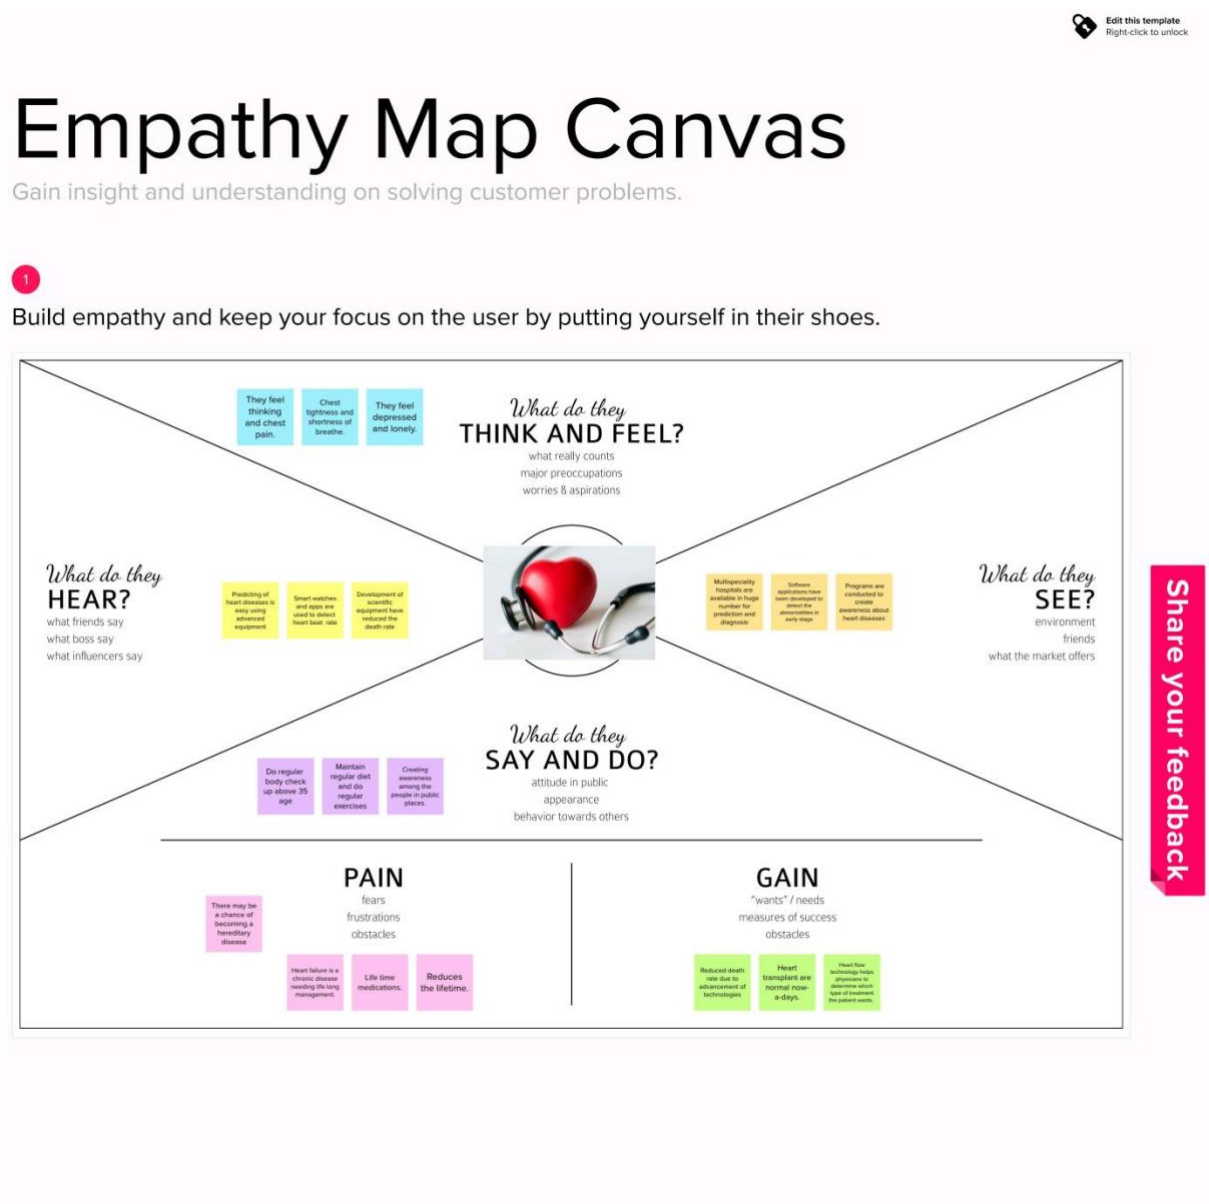 Edit this template
Right-click to unlock
Empathy Map Canvas
Gain insight and understanding on solving customer problems.
1
Build empathy and keep your focus on the user by putting yourself in their shoes.
They feel
thinking
and chest
pain.
Chest
tightness and
shortness of
breathe.
They feel
depressed
and lonely.
What do they
THINK AND FEEL?
what really counts
major preoccupations
worries & aspirations
What do they
HEAR?
what friends say
what boss say
what influencers say
Predicting of
heart diseases is
easy using
advanced
equipment
Smart watches
and apps are
used to detect
heart beat rate
Development of
scientific
equipment have
reduced the
death rate
Multispeciality
hospitals are
available in huge
number for
prediction and
diagnosis
Software
applications have
been developed to
detect the
abnormalities in
early stage
Programs are
conducted to
create
awareness about
heart diseases
What do they
SEE?
environment
friends
what the market offers
Share your feedback
What do they
SAY AND DO?
attitude in public
appearance
behavior towards others
Do regular
body check
up above 35
age
Maintain
regular diet
and do
regular
exercises
Creating
awareness
among the
people in public
places.
PAIN
fears
frustrations
obstacles
There may be
a chance of
becoming a
hereditary
disease
Heart failure is a
chronic disease
needing life long
management.
Life time
medications.
Reduces
the lifetime.
GAIN
"wants" / needs
measures of success
obstacles
Reduced death
rate due to
advancement of
technologies
Heart
transplant are
normal now-
a-days.
Heart flow
technology helps
physicians to
determine which
type of treatment
the patient wants.